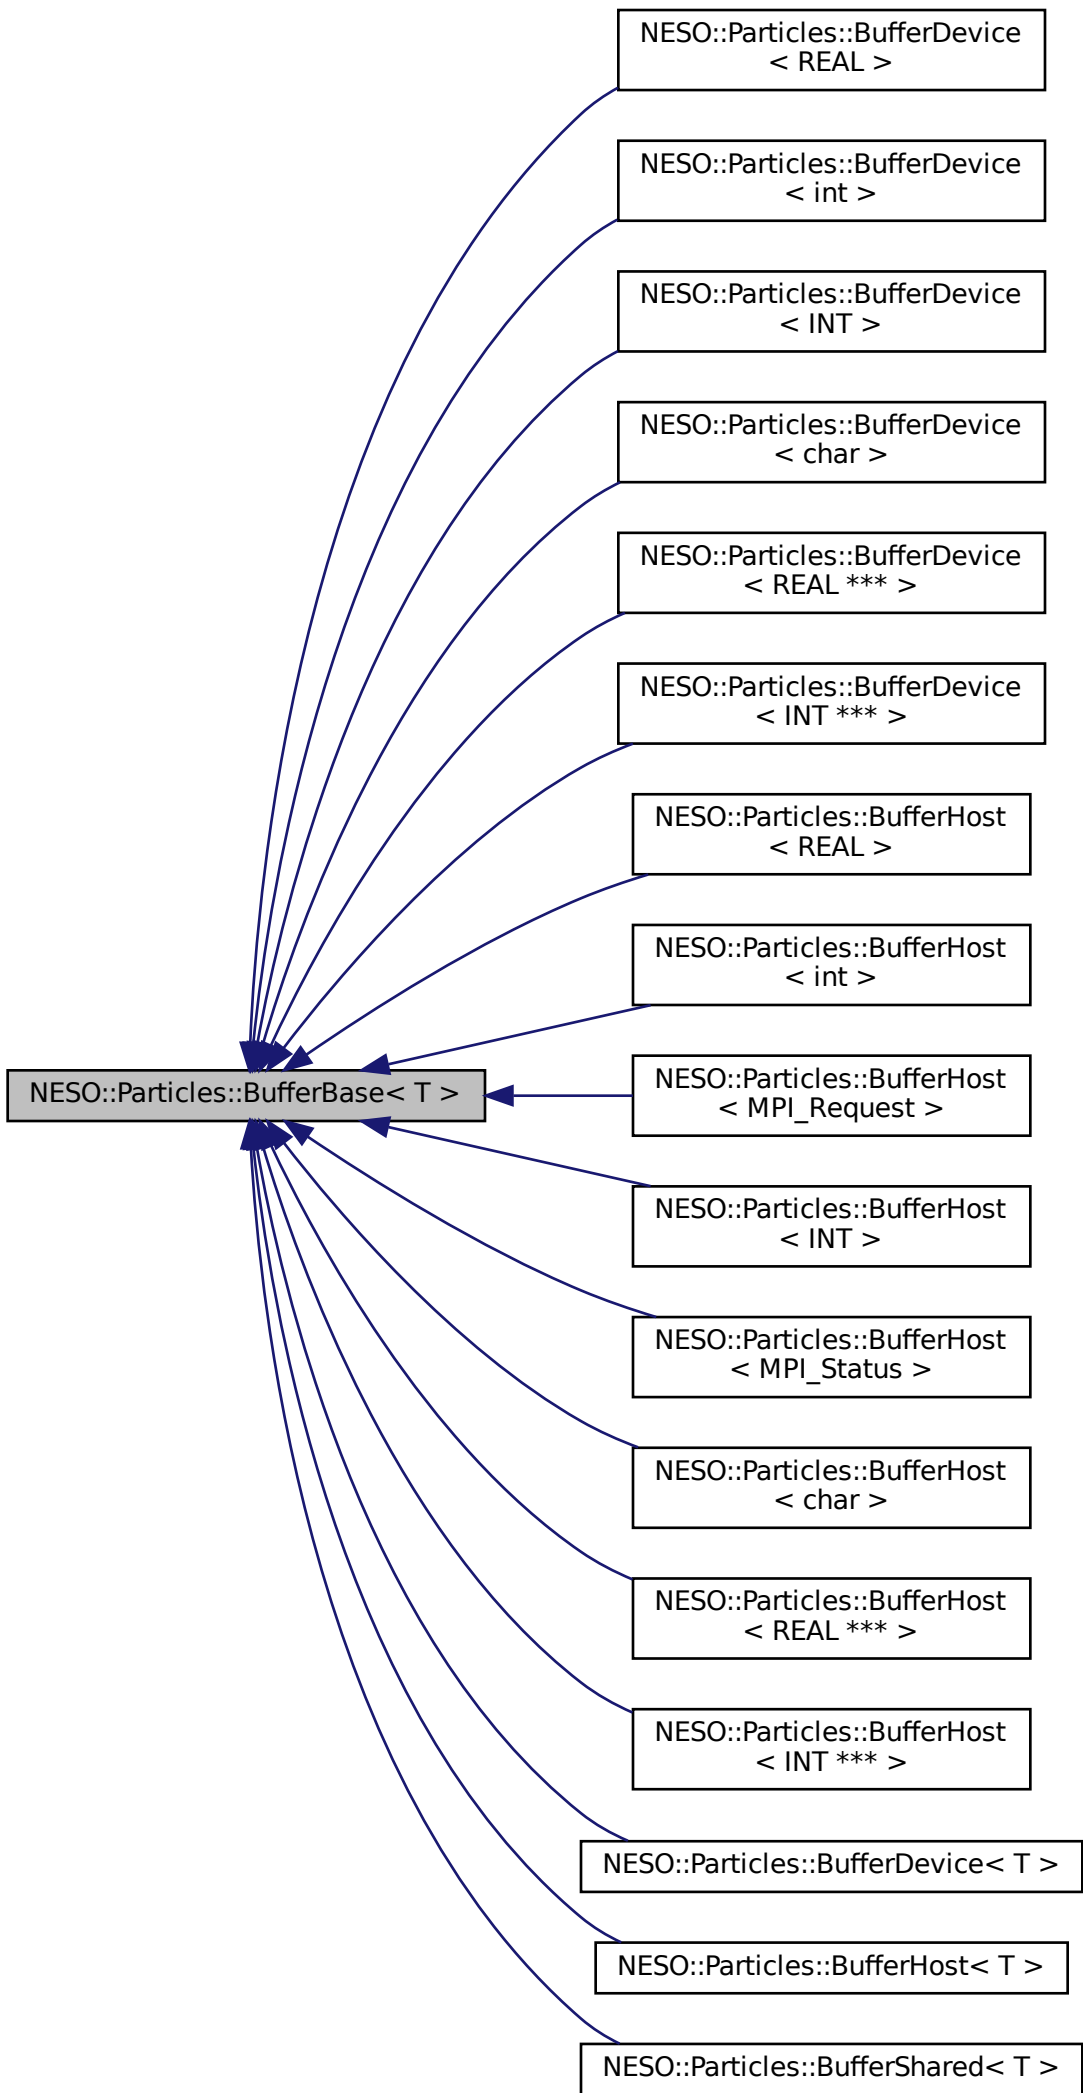 NESO::Particles::BufferDevice
< REAL >
NESO::Particles::BufferDevice
< int >
NESO::Particles::BufferDevice
< INT >
NESO::Particles::BufferDevice
< char >
NESO::Particles::BufferDevice
< REAL *** >
NESO::Particles::BufferDevice
< INT *** >
NESO::Particles::BufferHost
< REAL >
NESO::Particles::BufferHost
< int >
NESO::Particles::BufferBase< T >
NESO::Particles::BufferHost
< MPI_Request >
NESO::Particles::BufferHost
< INT >
NESO::Particles::BufferHost
< MPI_Status >
NESO::Particles::BufferHost
< char >
NESO::Particles::BufferHost
< REAL *** >
NESO::Particles::BufferHost
< INT *** >
NESO::Particles::BufferDevice< T >
NESO::Particles::BufferHost< T >
NESO::Particles::BufferShared< T >